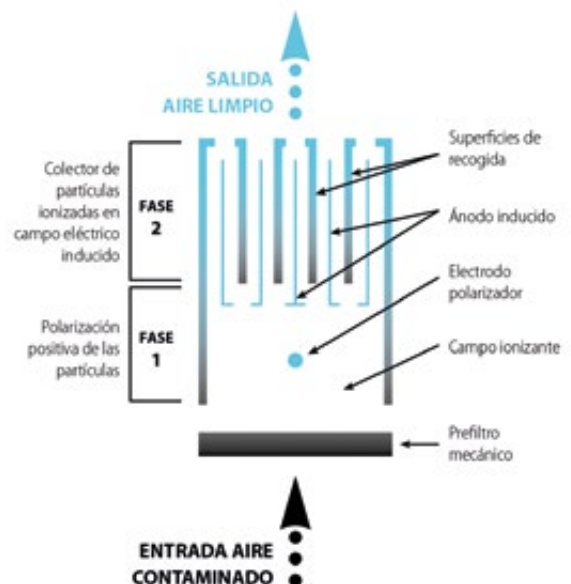 SALIDA
AIRE LIMPIO
Colector de
partículas
ionizadas en
campo eléctrico
inducido
FASE
2
Superficies de
recogida
Ánodo inducido
Electrodo
polarizador
Polarización
positiva de las
partículas
FASE
1
Campo ionizante
Prefiltro
mecánico
ENTRADA AIRE
CONTAMINADO